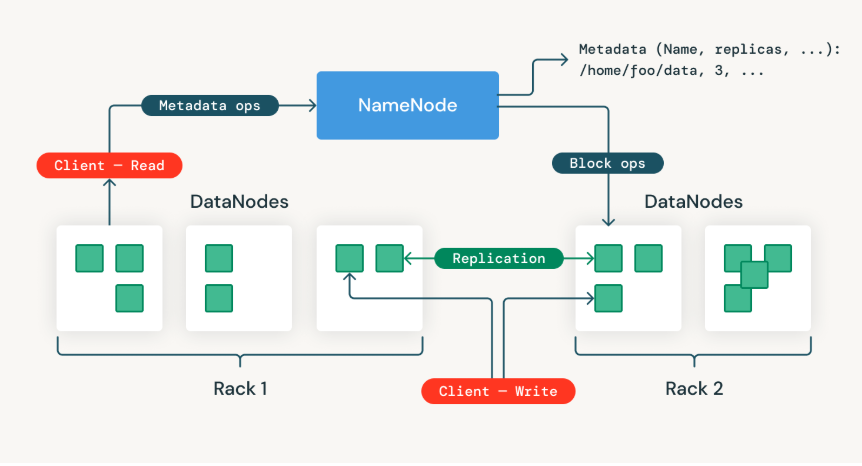 Metadata (Name, replicas, ...):
/home/foo/data, 3, ...
NameNode
Metadata ops
Client — Read
Block ops
DataNodes
DataNodes
Replication
Rack 1
Client — Write
Rack 2